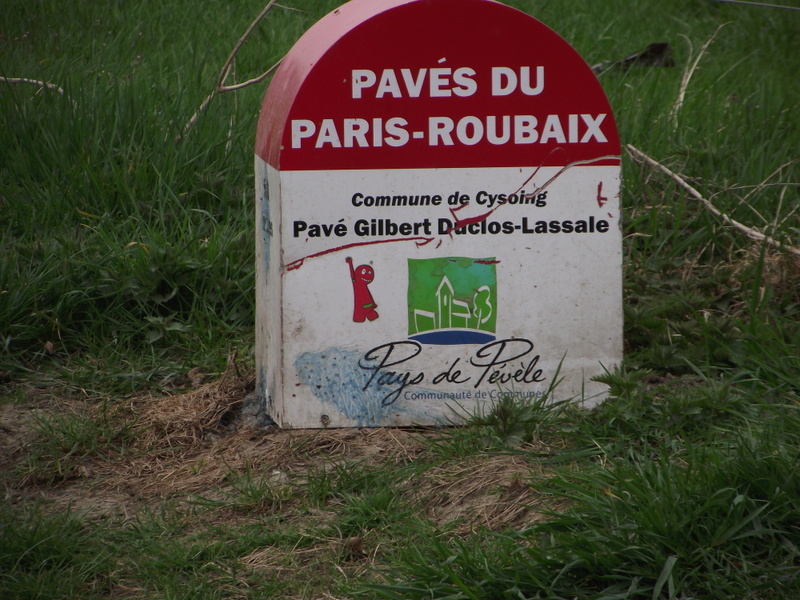 PAVÉS DU
PARIS-ROUBAIX
Commune de Cysoing
Pavé Gilbert Duclos-Lassale
Pays de Pévèle
Communauté de Communes